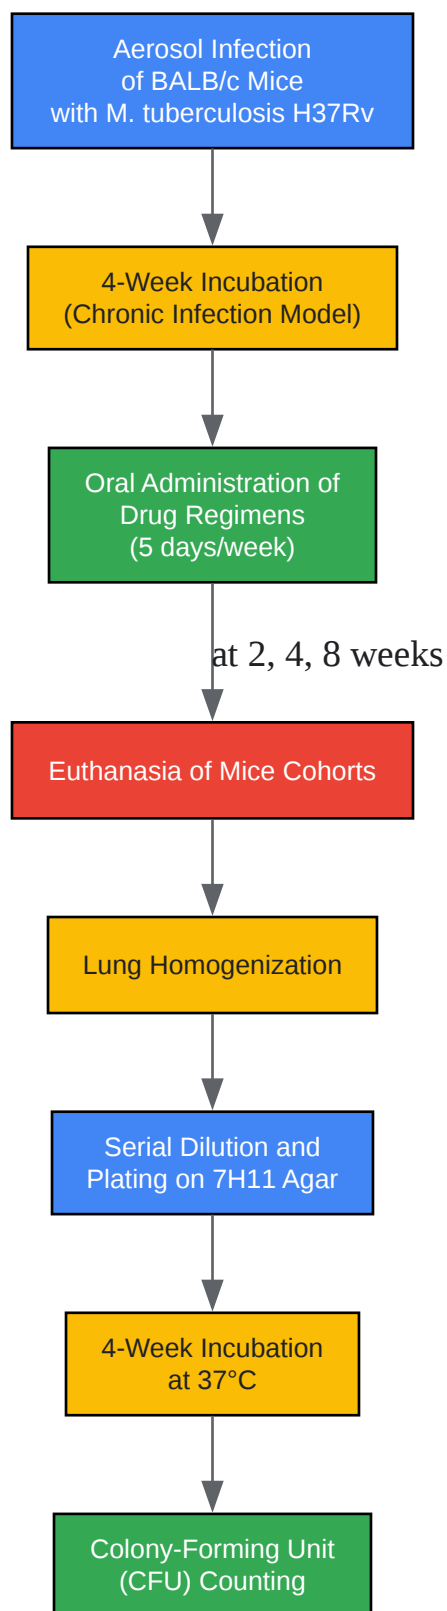 Aerosol Infection
of BALB/c Mice
with M. tuberculosis H37Rv
4-Week Incubation
(Chronic Infection Model)
Oral Administration of
Drug Regimens
(5 days/week)
at 2, 4, 8 weeks
Euthanasia of Mice Cohorts
Lung Homogenization
Serial Dilution and
Plating on 7H11 Agar
4-Week Incubation
at 37°C
Colony-Forming Unit
(CFU) Counting